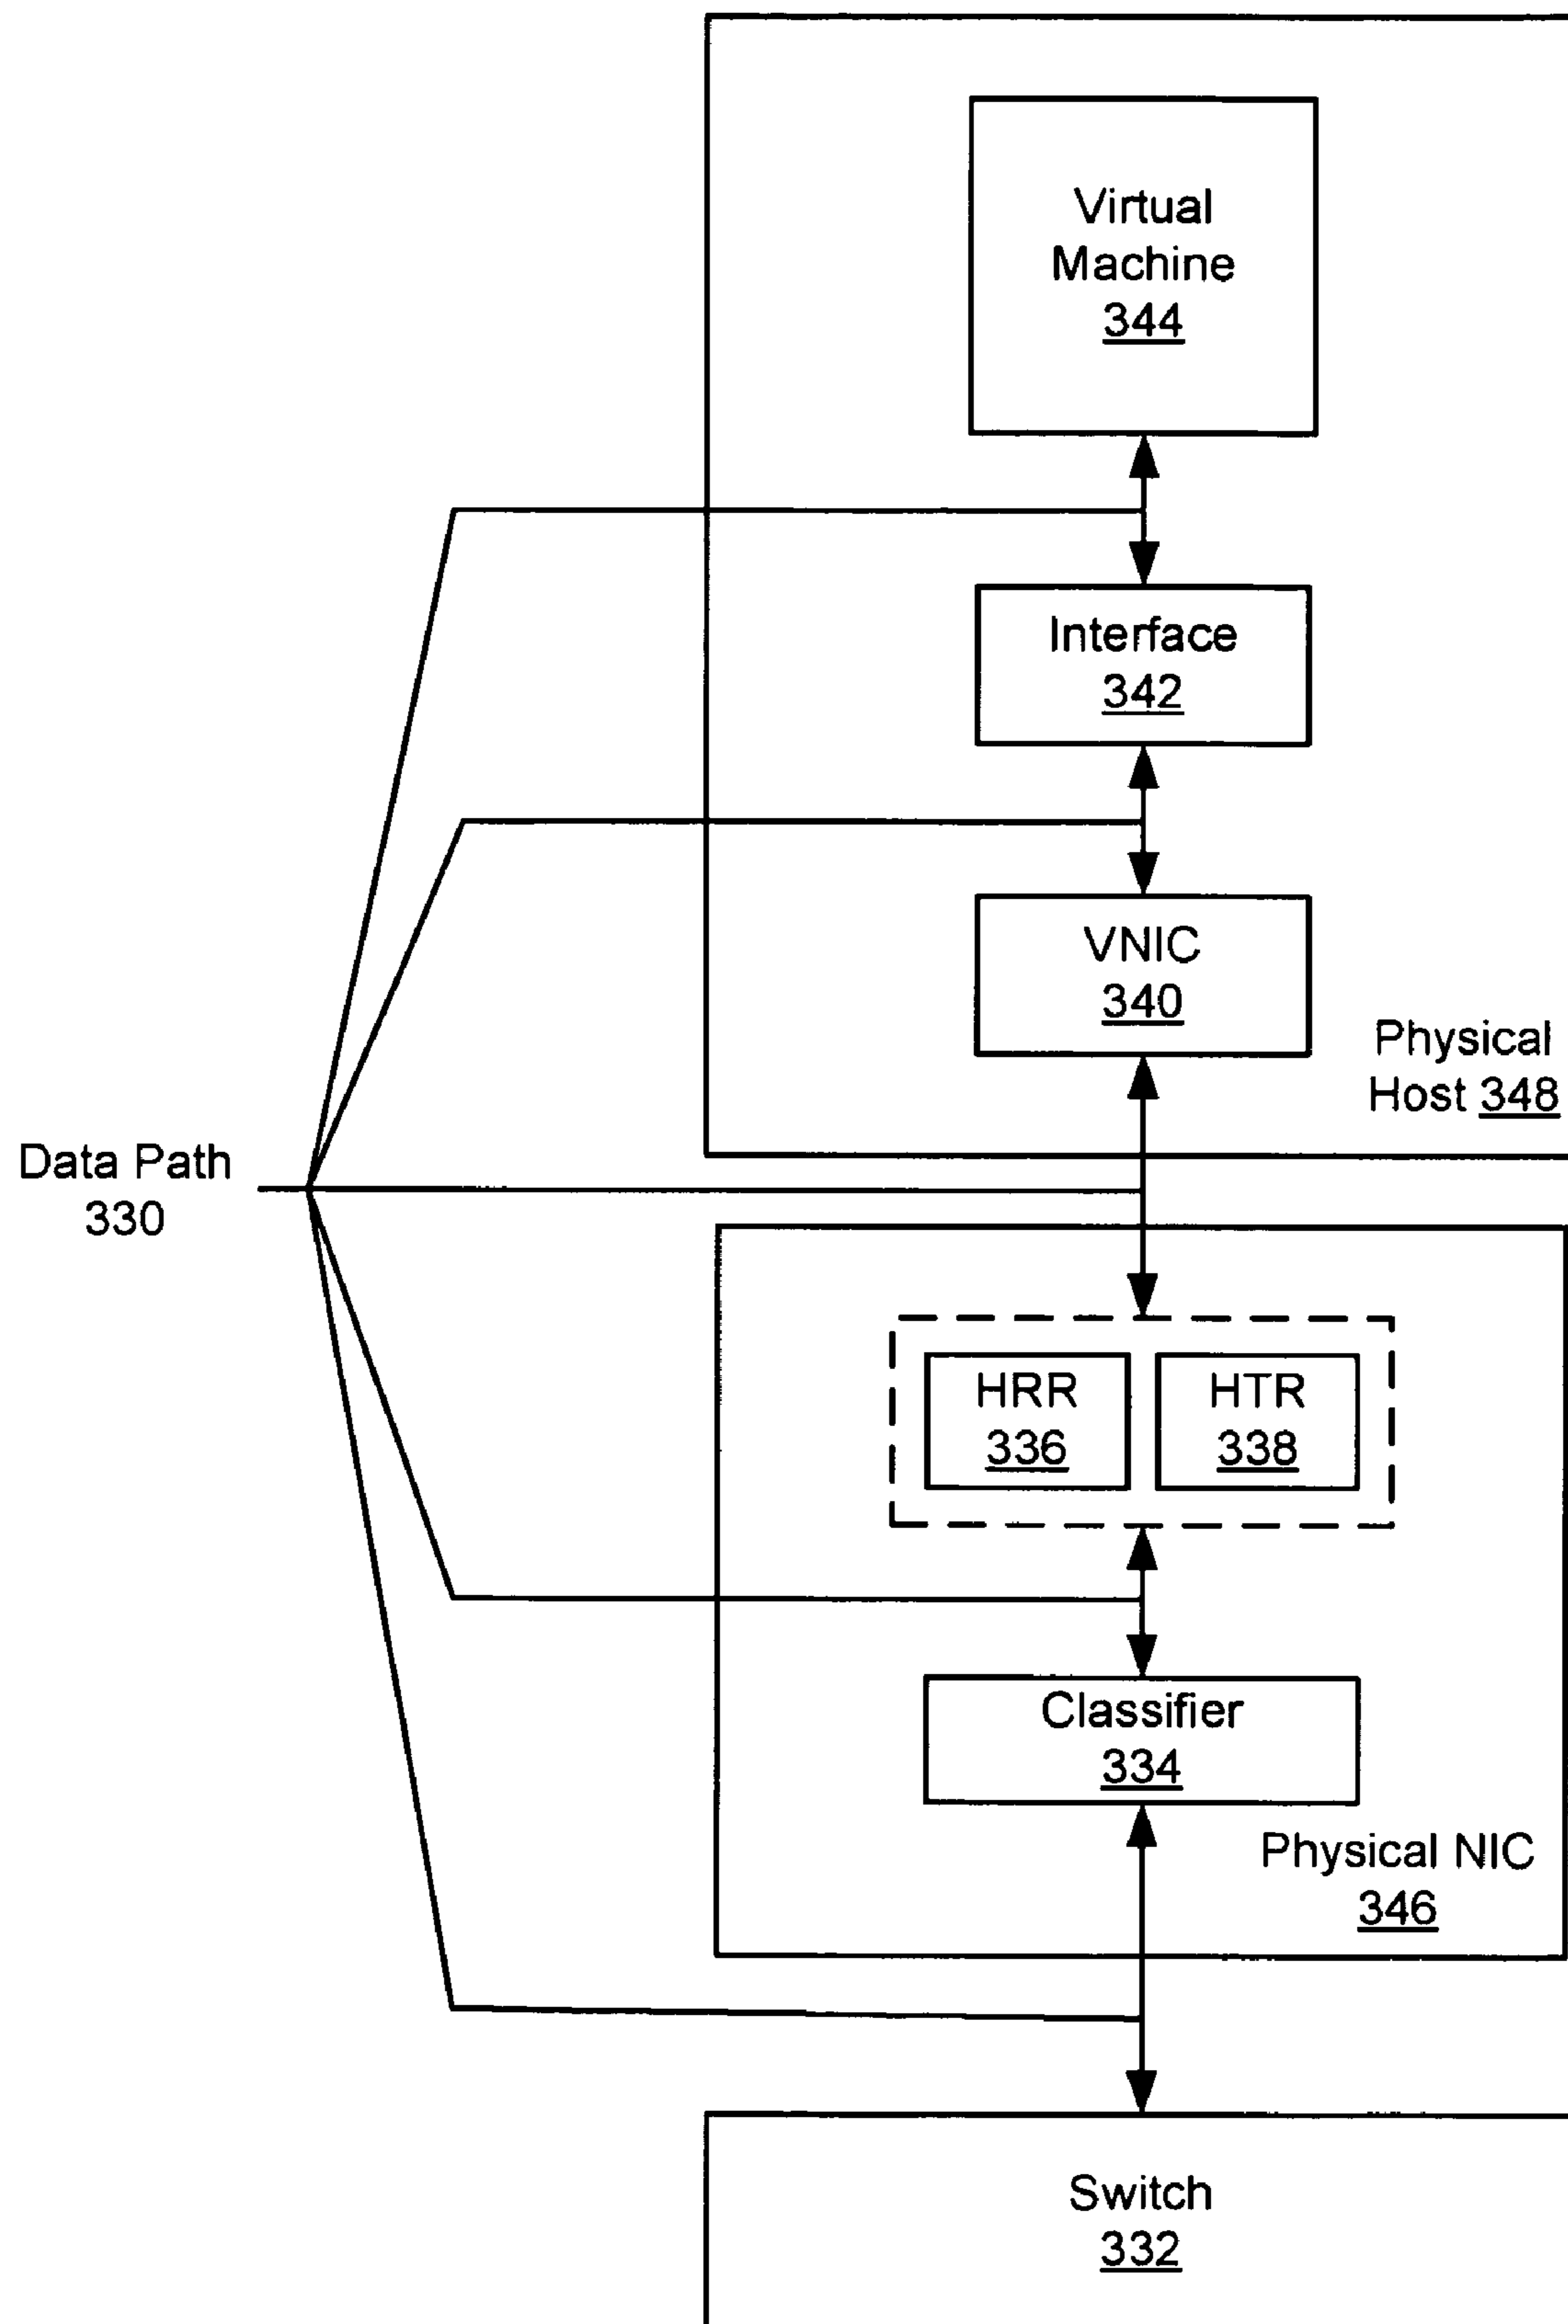 Virtual
Machine
344
Interface
342
VNIC
340
Physical
Host 348
Data Path
330
HRR
336
HTR
338
Classifier
334
Physical NIC
346
Switch
332